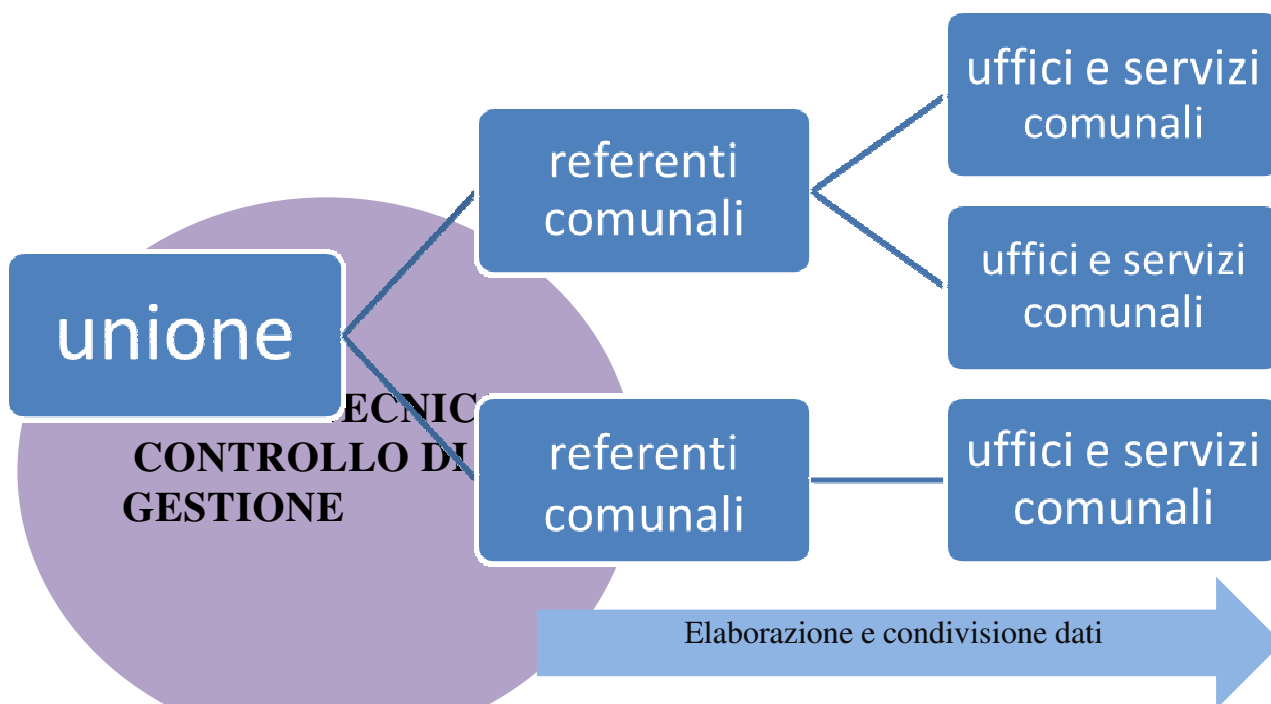 unione
referenti
comunali
referenti
comunali
uffici e servizi
comunali
uffici e servizi
comunali
uffici e servizi
comunali
CONTROLLO DI
GESTIONE
Elaborazione e condivisione dati